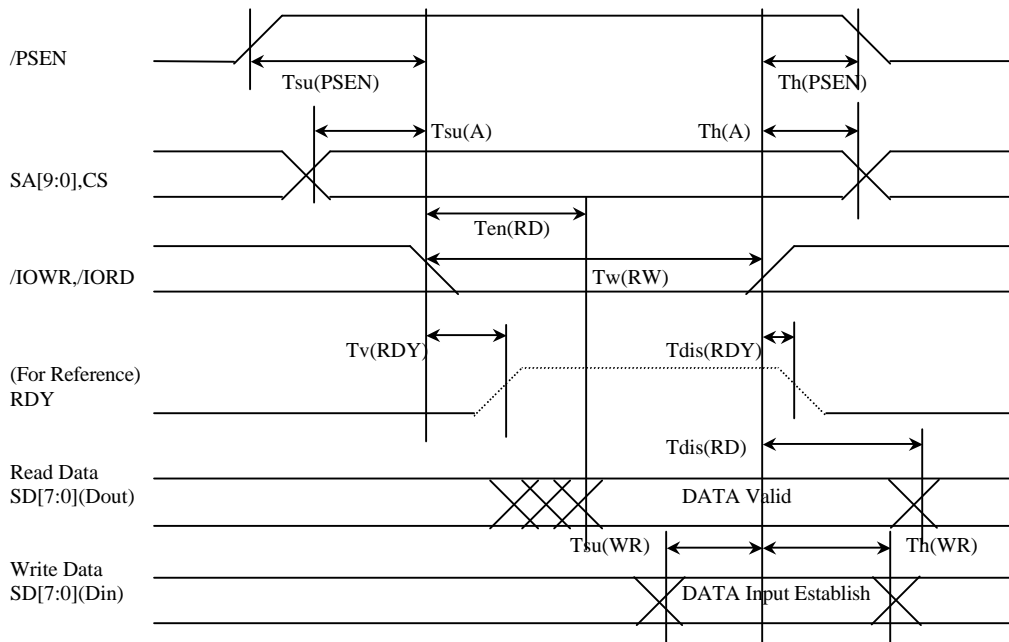 /PSEN
Tsu(PSEN)
Th(PSEN)
Tsu(A)
Th(A)
SA[9:0],CS
Ten(RD)
/IOWR,/IORD
Tw(RW)
Tv(RDY)
Tdis(RDY)
(For Reference)
RDY
Tdis(RD)
Read Data
SD[7:0](Dout)
DATA Valid
Tsu(WR)
Th(WR)
Write Data
SD[7:0](Din)
DATA Input Establish